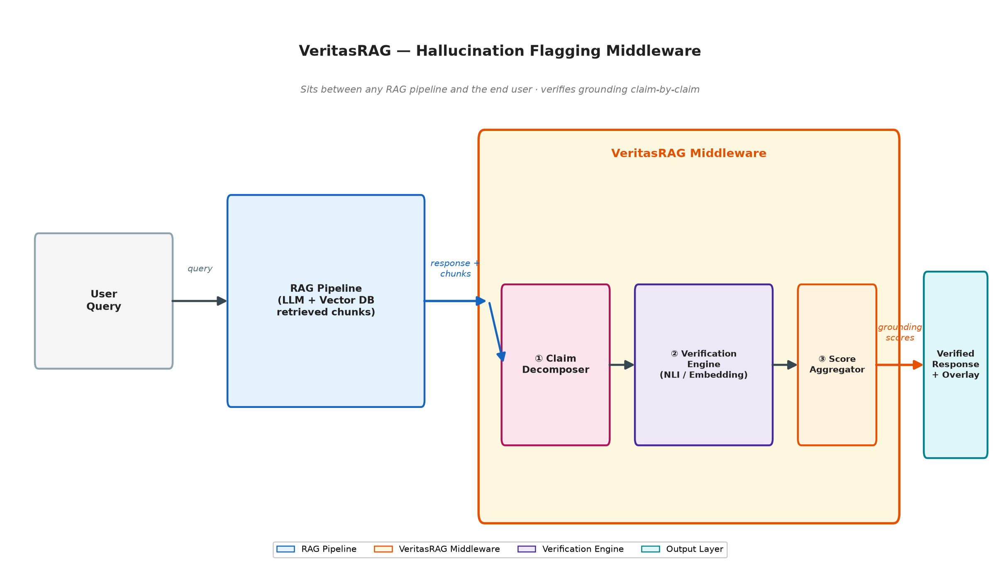 VeritasRAG — Hallucination Flagging Middleware
Sits between any RAG pipeline and the end user · verifies grounding claim-by-claim
VeritasRAG Middleware
User
Query
query
RAG Pipeline
(LLM + Vector DB
retrieved chunks)
response +
chunks
① Claim
Decomposer
② Verification
Engine
(NLI / Embedding)
③ Score
Aggregator
grounding
scores
Verified
Response
+ Overlay
RAG Pipeline
VeritasRAG Middleware
Verification Engine
Output Layer